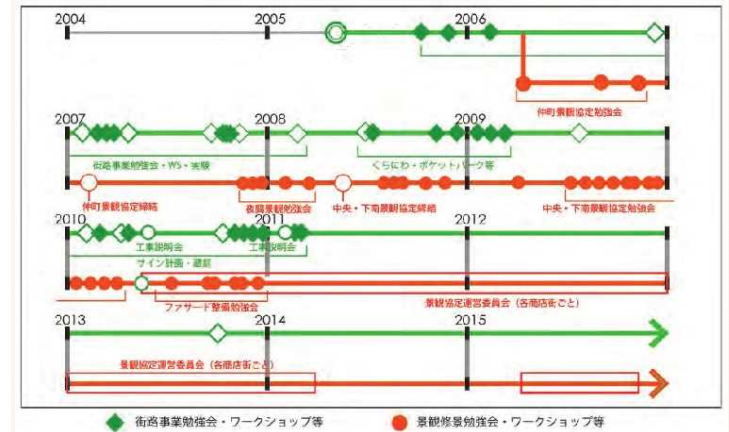 2004 2005 2006
仲町景観協定勉強会
2007 2008 2009
街路事業勉強会・WS・実験 くらにわ・ポケットパーク等
仲町景観協定締結 夜間景観勉強会 中央・下南景観協定締結 中央・下南景観協定勉強会
2010 2011 2012
工事説明会 工事説明会
サイン計画・蔵庭
ファサード整備勉強会 景観協定運営委員会（各商店街ごと）
2013 2014 2015
景観協定運営委員会（各商店街ごと）
街路事業勉強会・ワークショップ等 景観修景勉強会・ワークショップ等